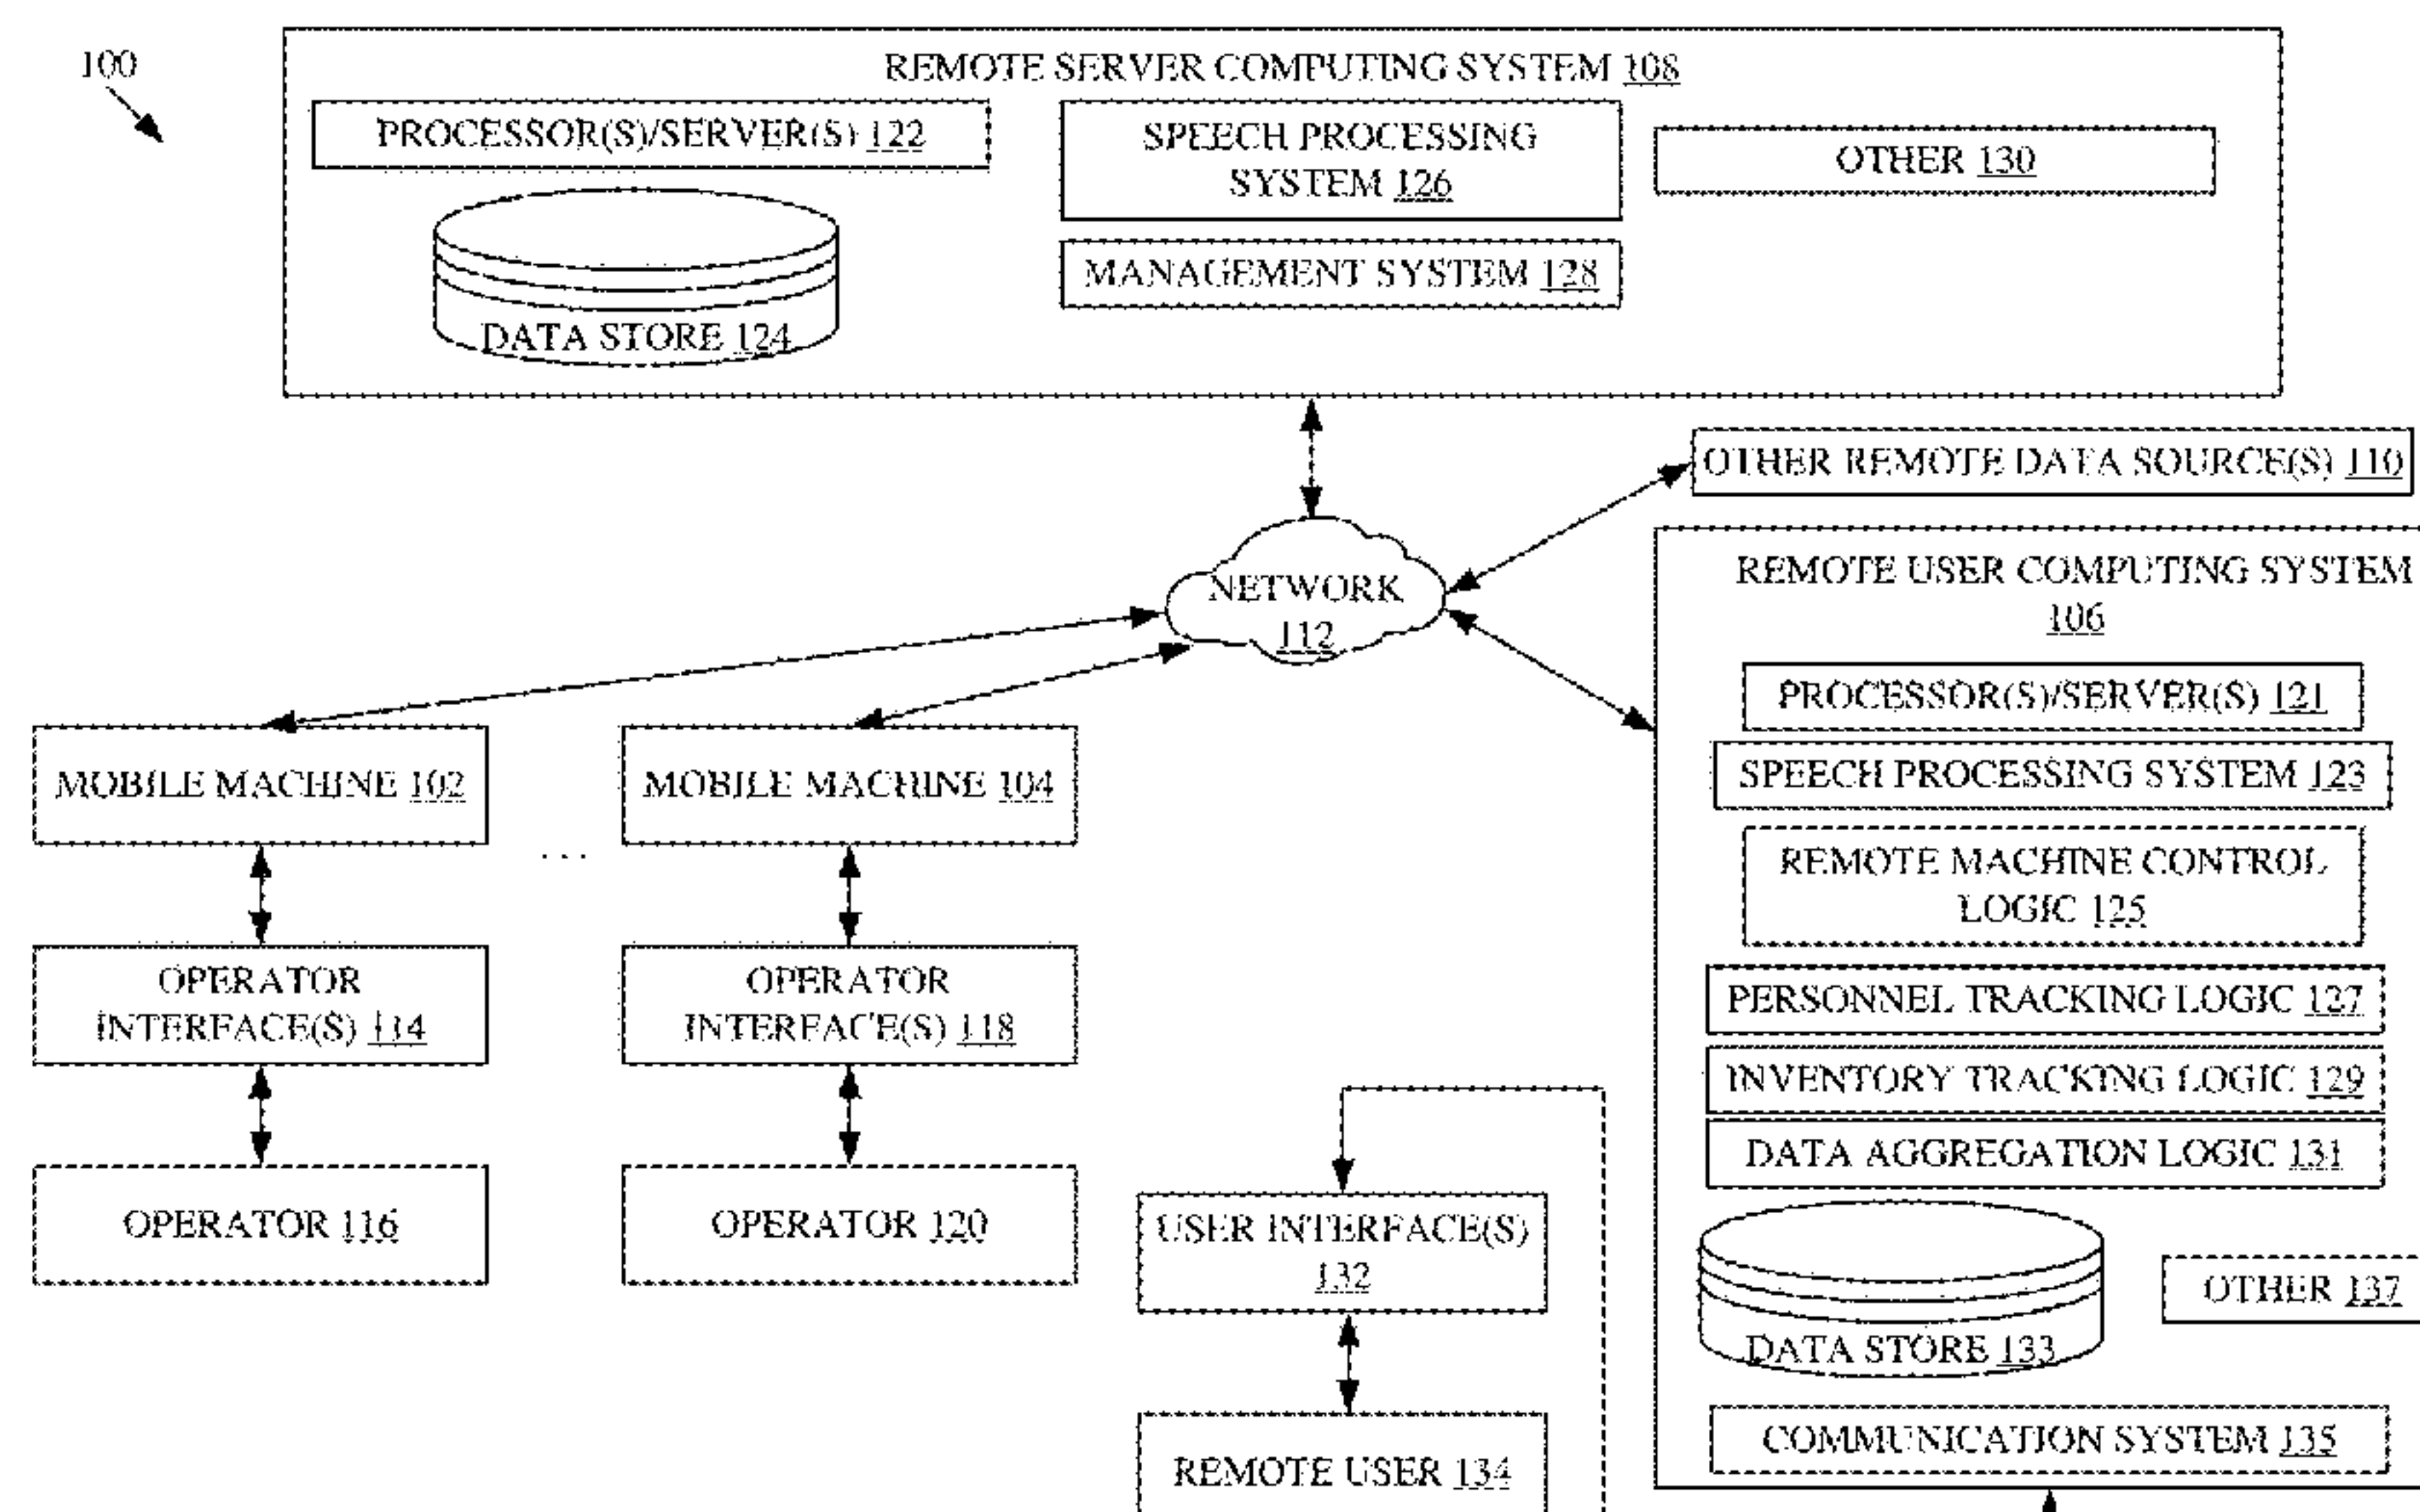 100
REMOTE SERVER COMPUTING SYSTEM 108
PROCESSOR(S)/SERVER(S) 122
SPEECH PROCESSING
SYSTEM 126
OTHER 130
MANAGEMENT SYSTEM 128
DATA STORE 124
OTHER REMOTE DATA SOURCE(S) 110
NETWORK
112
REMOTE USER COMPUTING SYSTEM
106
PROCESSOR(S)/SERVER(S) 121
SPEECH PROCESSING SYSTEM 123
REMOTE MACHINE CONTROL
LOGIC 125
PERSONNEL TRACKING LOGIC 127
INVENTORY TRACKING LOGIC 129
DATA AGGREGATION LOGIC 131
DATA STORE 133
OTHER 137
COMMUNICATION SYSTEM 135
MOBILE MACHINE 102
...
MOBILE MACHINE 104
OPERATOR
INTERFACE(S) 114
OPERATOR
INTERFACE(S) 118
OPERATOR 116
OPERATOR 120
USER INTERFACE(S)
132
REMOTE USER 134